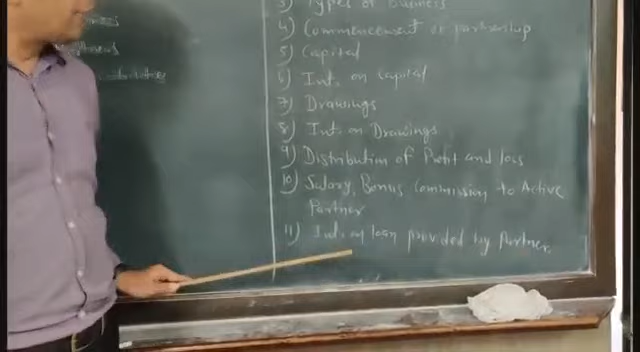 3) Types of Business
4) Commencement of partnership
5) Capital
6) Int. on capital
7) Drawings
8) Int. on Drawings
9) Distribution of Profit and loss
10) Salary, Bonus Commission to Active
Partner
11) Int. on loan provided by Partner